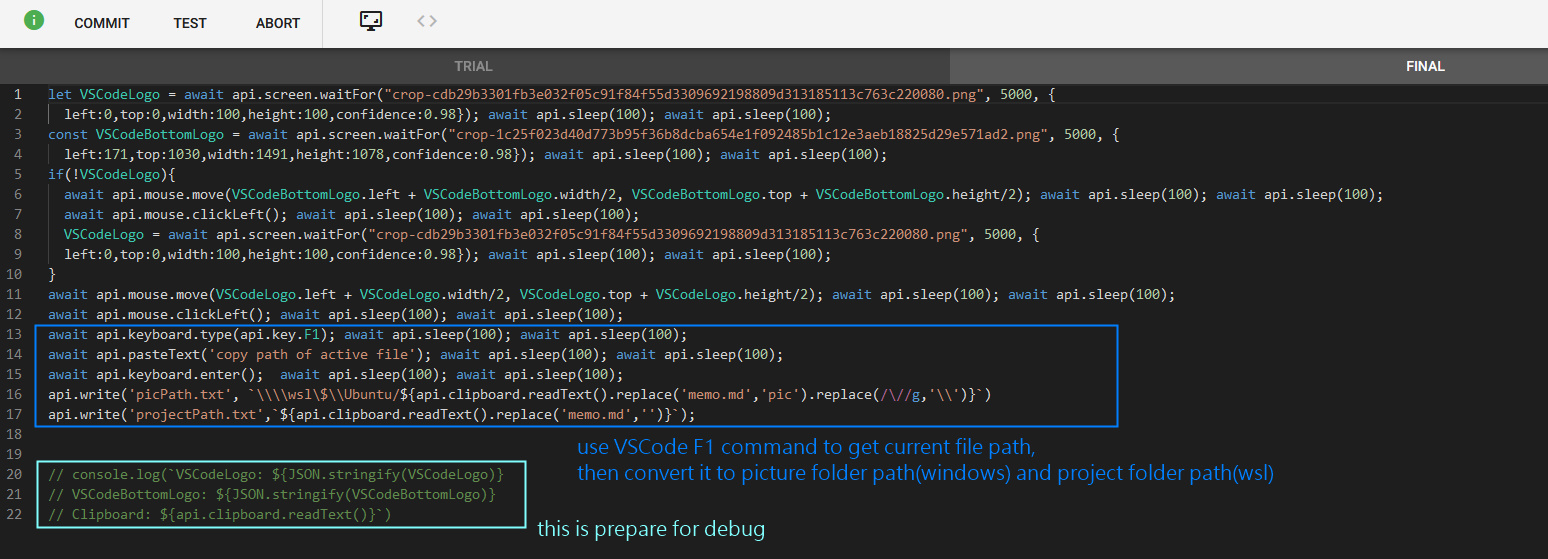 COMMIT TEST ABORT
TRIAL FINAL
1 let VSCodeLogo = await api.screen.waitFor("crop-cdb29b3301fb3e032f05c91f84f55d3309692198809d313185113c763c220080.png", 5000, {
2 left:0,top:0,width:100,height:100,confidence:0.98}); await api.sleep(100); await api.sleep(100);
3 const VSCodeBottomLogo = await api.screen.waitFor("crop-1c25f023d40d773b95f36b8dcba654e1f092485b1c12e3aeb18825d29e571ad2.png", 5000, {
4 left:171,top:1030,width:1491,height:1078,confidence:0.98}); await api.sleep(100); await api.sleep(100);
5 if(!VSCodeLogo){
6 await api.mouse.move(VSCodeBottomLogo.left + VSCodeBottomLogo.width/2, VSCodeBottomLogo.top + VSCodeBottomLogo.height/2); await api.sleep(100); await api.sleep(100);
7 await api.mouse.clickLeft(); await api.sleep(100); await api.sleep(100);
8 VSCodeLogo = await api.screen.waitFor("crop-cdb29b3301fb3e032f05c91f84f55d3309692198809d313185113c763c220080.png", 5000, {
9 left:0,top:0,width:100,height:100,confidence:0.98}); await api.sleep(100); await api.sleep(100);
10 }
11 await api.mouse.move(VSCodeLogo.left + VSCodeLogo.width/2, VSCodeLogo.top + VSCodeLogo.height/2); await api.sleep(100); await api.sleep(100);
12 await api.mouse.clickLeft(); await api.sleep(100); await api.sleep(100);
13 await api.keyboard.type(api.key.F1); await api.sleep(100); await api.sleep(100);
14 await api.pasteText('copy path of active file'); await api.sleep(100); await api.sleep(100);
15 await api.keyboard.enter();  await api.sleep(100); await api.sleep(100);
16 api.write('picPath.txt', `\\\\wsl\$\\Ubuntu/${api.clipboard.readText().replace('memo.md','pic').replace(/\//g,'\\')}`)
17 api.write('projectPath.txt',`${api.clipboard.readText().replace('memo.md','')}`);
18
use VSCode F1 command to get current file path,
19
then convert it to picture folder path(windows) and project folder path(wsl)
20 // console.log(`VSCodeLogo: ${JSON.stringify(VSCodeLogo)}
21 // VSCodeBottomLogo: ${JSON.stringify(VSCodeBottomLogo)}
22 // Clipboard: ${api.clipboard.readText()}`)
this is prepare for debug